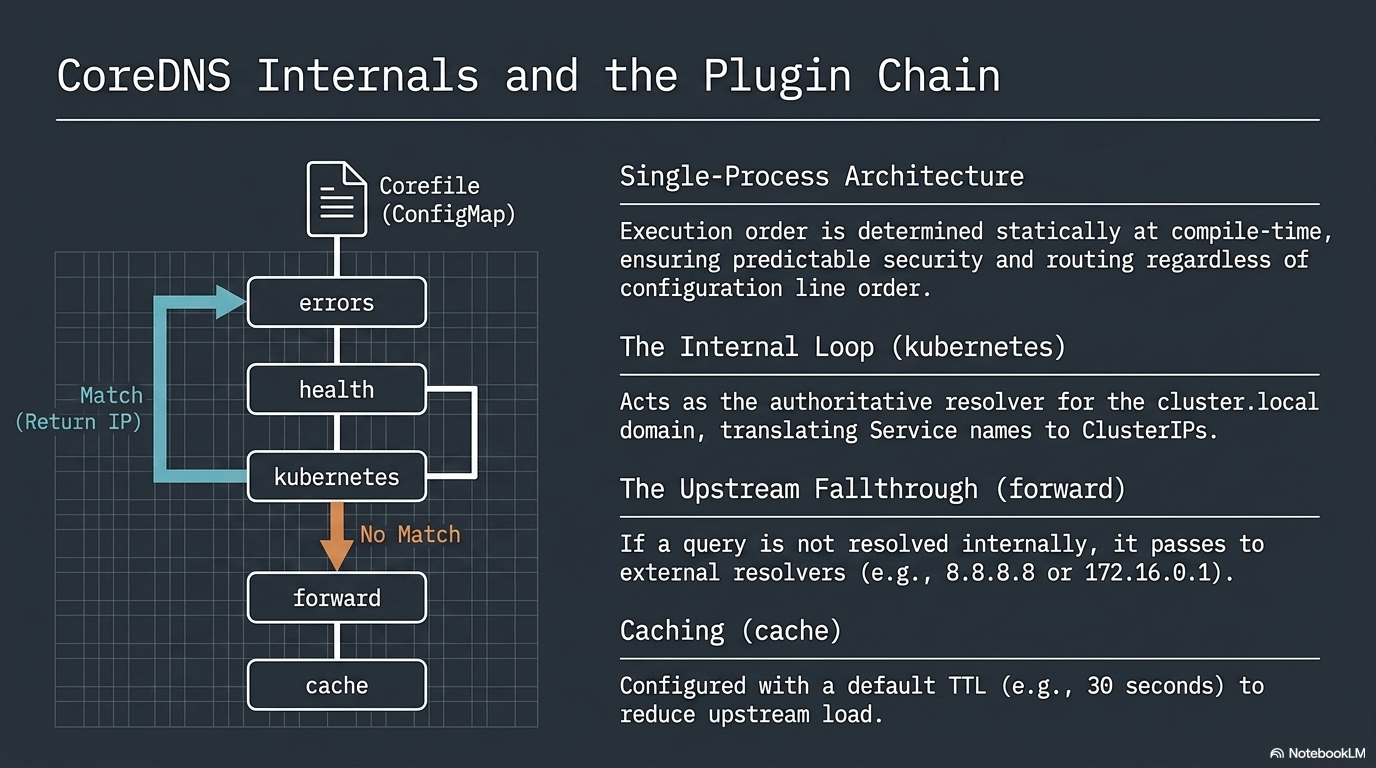 CoreDNS Internals and the Plugin Chain
Corefile
(ConfigMap)
errors
health
kubernetes
Match
(Return IP)
No Match
forward
cache
Single-Process Architecture
Execution order is determined statically at compile-time,
ensuring predictable security and routing regardless of
configuration line order.
The Internal Loop (kubernetes)
Acts as the authoritative resolver for the cluster.local
domain, translating Service names to ClusterIPs.
The Upstream Fallthrough (forward)
If a query is not resolved internally, it passes to
external resolvers (e.g., 8.8.8.8 or 172.16.0.1).
Caching (cache)
Configured with a default TTL (e.g., 30 seconds) to
reduce upstream load.
NotebookLM